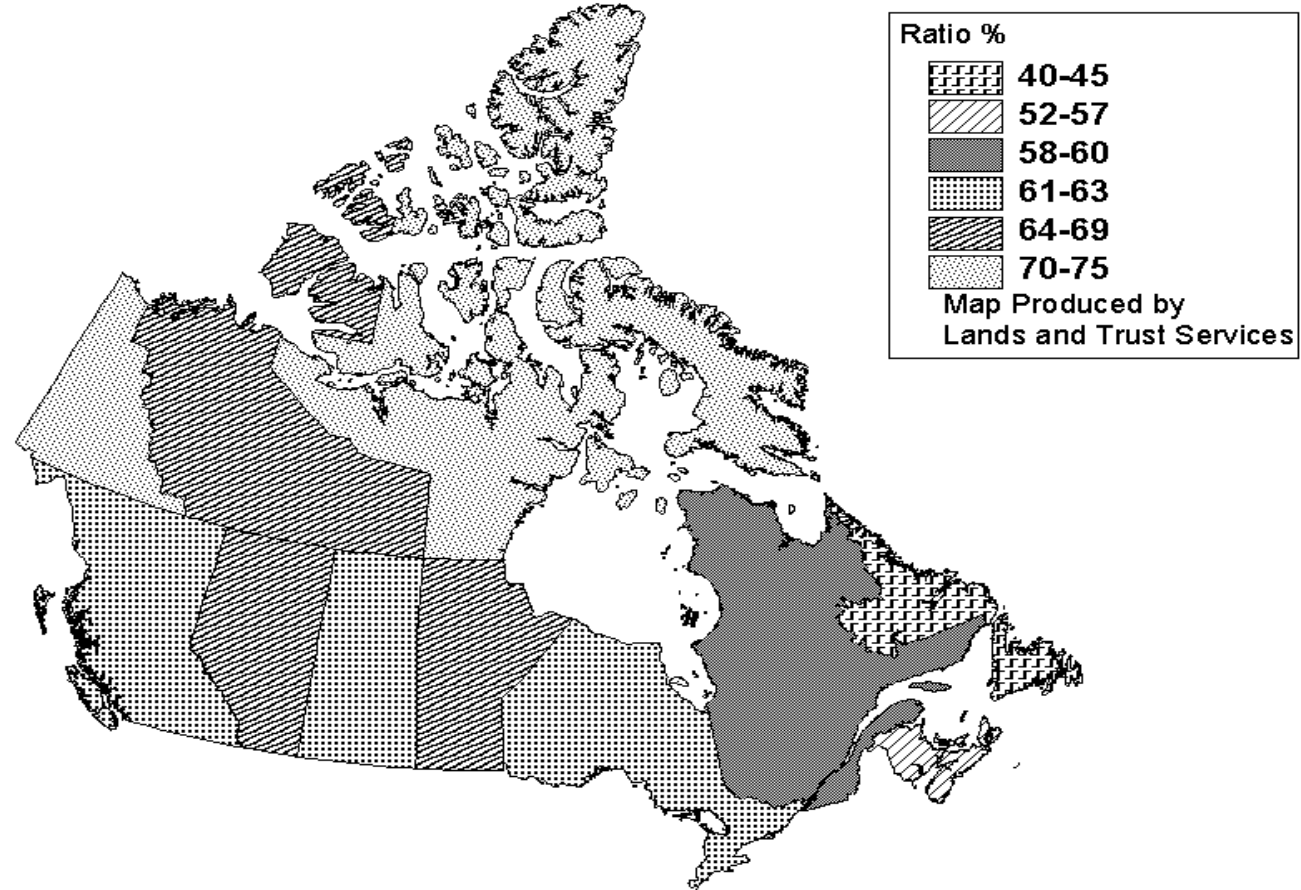 Ratio %
40-45
52-57
58-60
61-63
64-69
70-75
Map Produced by
Lands and Trust Services